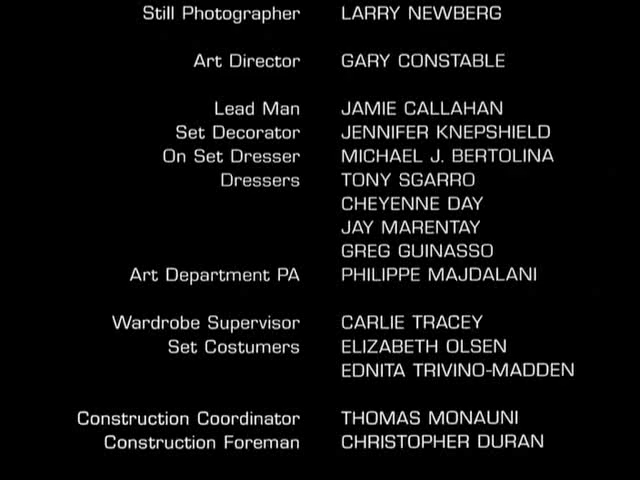 Still Photographer LARRY NEWBERG
Art Director GARY CONSTABLE
Lead Man JAMIE CALLAHAN
Set Decorator JENNIFER KNEPSHIELD
On Set Dresser MICHAEL J. BERTOLINA
Dressers TONY SGARRO
CHEYENNE DAY
JAY MARENTAY
GREG GUINASSO
Art Department PA PHILIPPE MAJDALANI
Wardrobe Supervisor CARLIE TRACEY
Set Costumers ELIZABETH OLSEN
EDNITA TRIVINO-MADDEN
Construction Coordinator THOMAS MONAUNI
Construction Foreman CHRISTOPHER DURAN